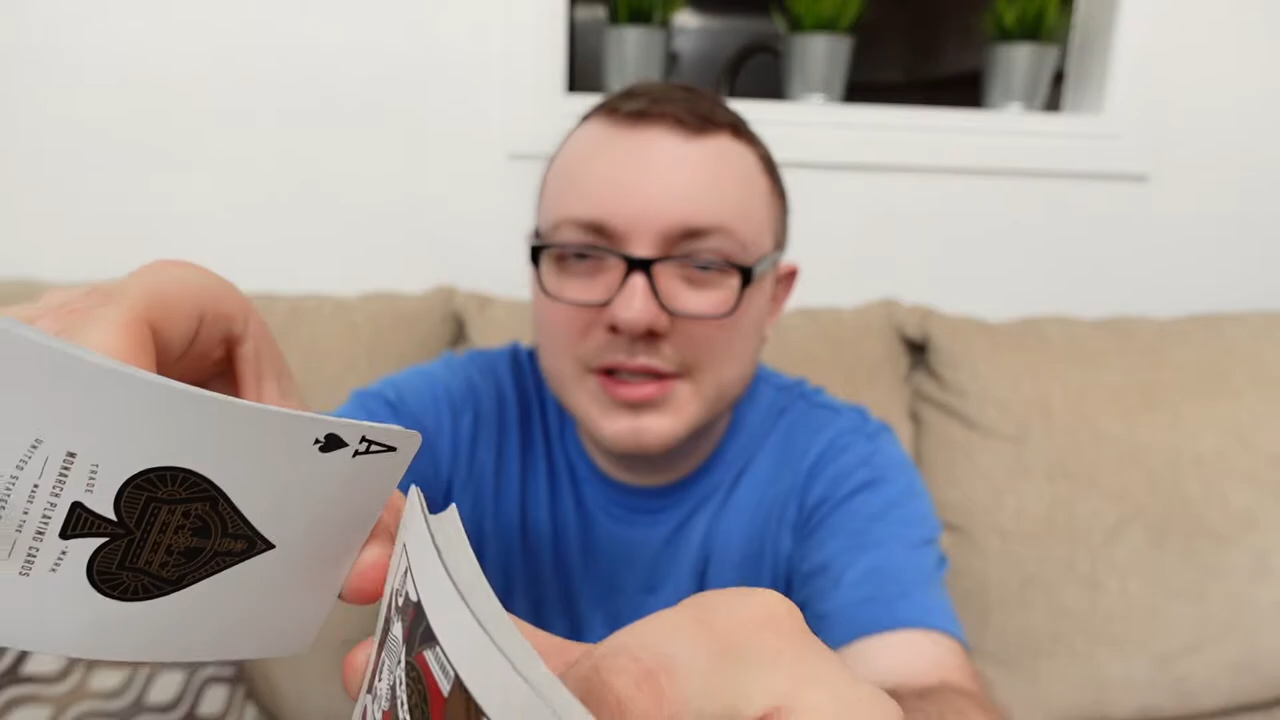 A
TRADE
MARK
MONARCH PLAYING CARDS
MADE IN THE
UNITED STATES